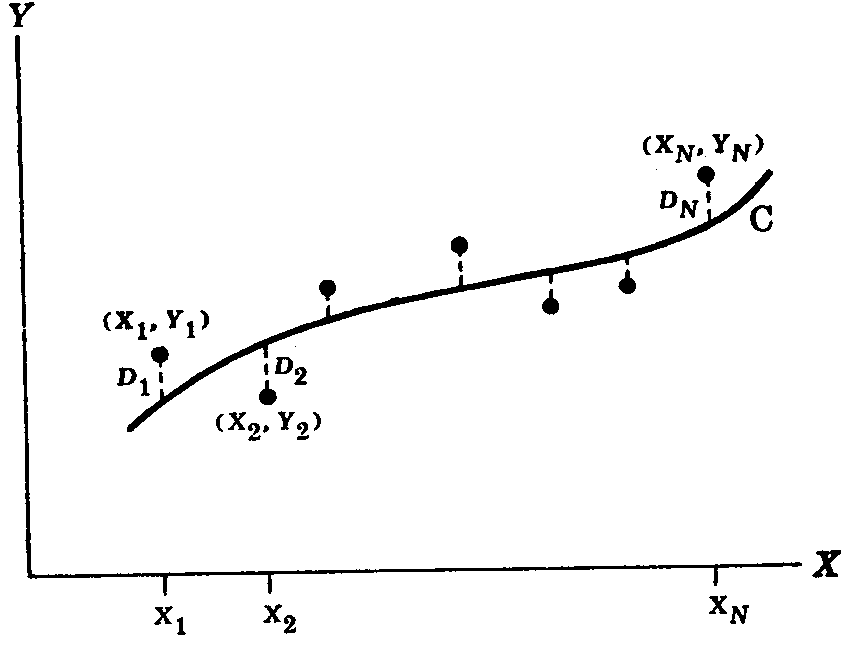 Y
(X_N, Y_N)
D_N
C
(X_1, Y_1)
D_1
D_2
(X_2, Y_2)
X
X_1
X_2
X_N